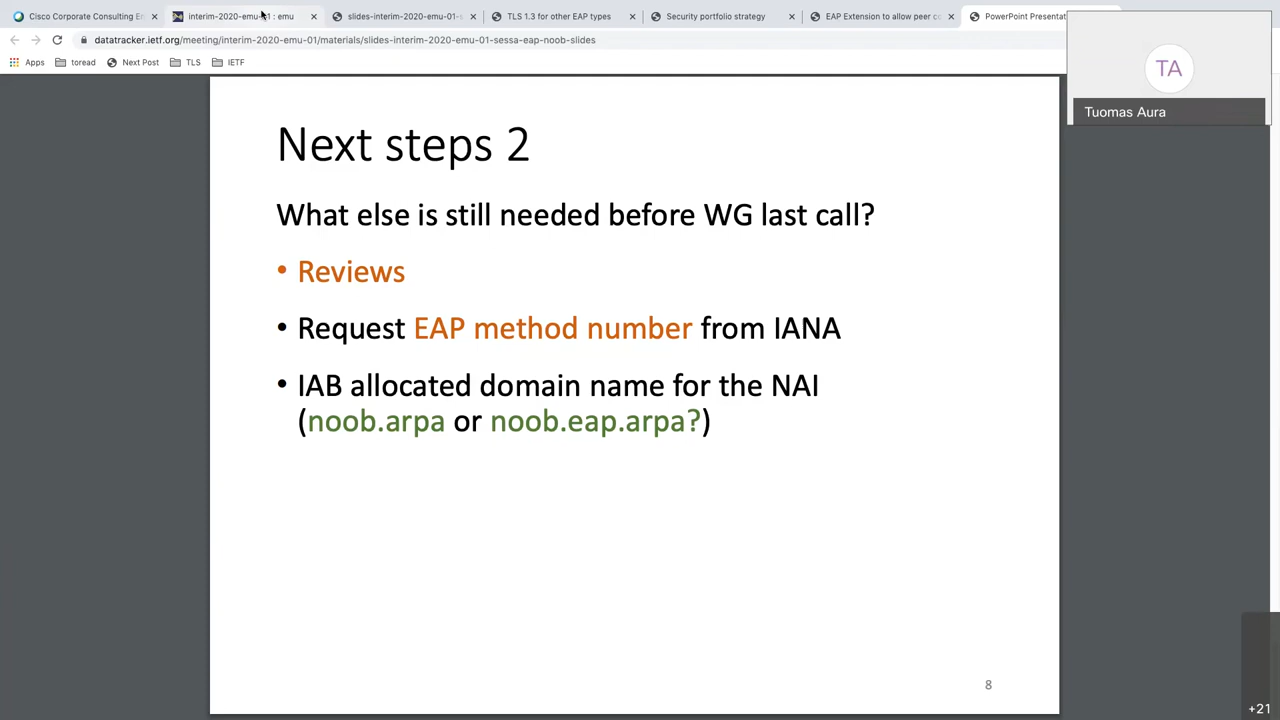 Cisco Corporate Consulting En
interim-2020-emu-01 : emu
slides-interim-2020-emu-01-s
TLS 1.3 for other EAP types
Security portfolio strategy
EAP Extension to allow peer co
PowerPoint Presentat
datatracker.ietf.org/meeting/interim-2020-emu-01/materials/slides-interim-2020-emu-01-sessa-eap-noob-slides
Apps
toread
Next Post
TLS
IETF
TA
Tuomas Aura
Next steps 2
What else is still needed before WG last call?
• Reviews
• Request EAP method number from IANA
• IAB allocated domain name for the NAI
(noob.arpa or noob.eap.arpa?)
8
+21